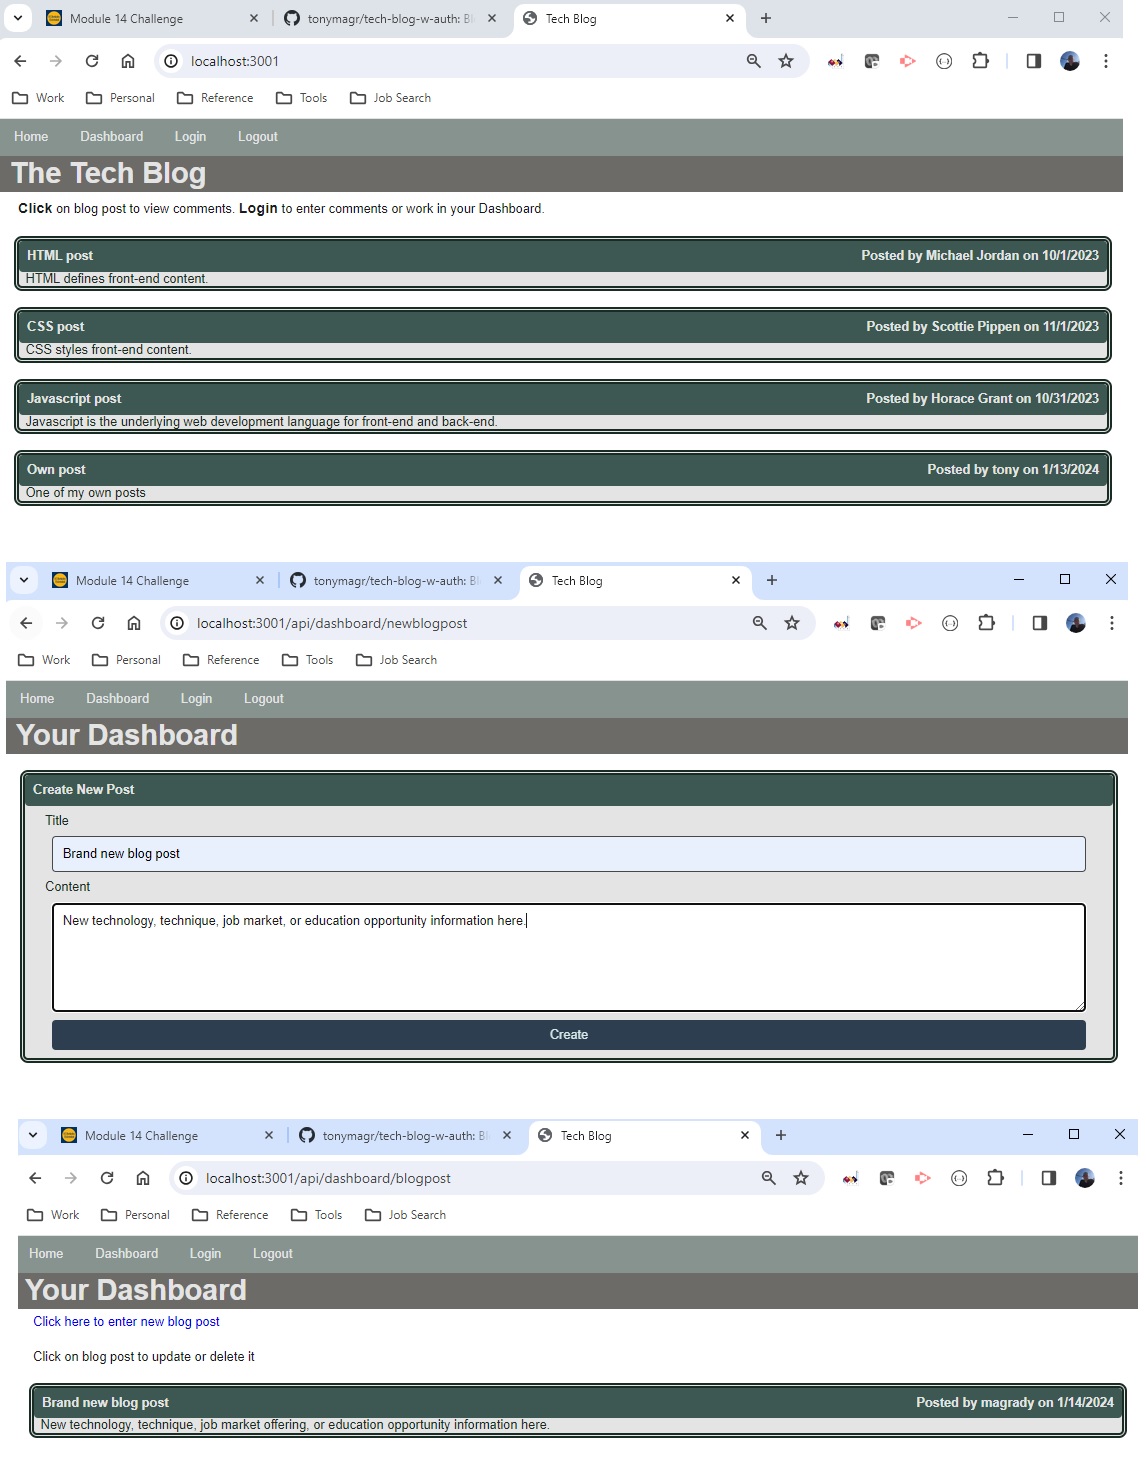 Module 14 Challenge tonymagr/tech-blog-w-auth: Bl Tech Blog
localhost:3001
Work Personal Reference Tools Job Search
Home Dashboard Login Logout
The Tech Blog
Click on blog post to view comments. Login to enter comments or work in your Dashboard.
HTML post Posted by Michael Jordan on 10/1/2023
HTML defines front-end content.
CSS post Posted by Scottie Pippen on 11/1/2023
CSS styles front-end content.
Javascript post Posted by Horace Grant on 10/31/2023
Javascript is the underlying web development language for front-end and back-end.
Own post Posted by tony on 1/13/2024
One of my own posts
Module 14 Challenge tonymagr/tech-blog-w-auth: Bl Tech Blog
localhost:3001/api/dashboard/newblogpost
Work Personal Reference Tools Job Search
Home Dashboard Login Logout
Your Dashboard
Create New Post
Title
Brand new blog post
Content
New technology, technique, job market, or education opportunity information here.
Create
Module 14 Challenge tonymagr/tech-blog-w-auth: Bl Tech Blog
localhost:3001/api/dashboard/blogpost
Work Personal Reference Tools Job Search
Home Dashboard Login Logout
Your Dashboard
Click here to enter new blog post
Click on blog post to update or delete it
Brand new blog post Posted by magrady on 1/14/2024
New technology, technique, job market offering, or education opportunity information here.